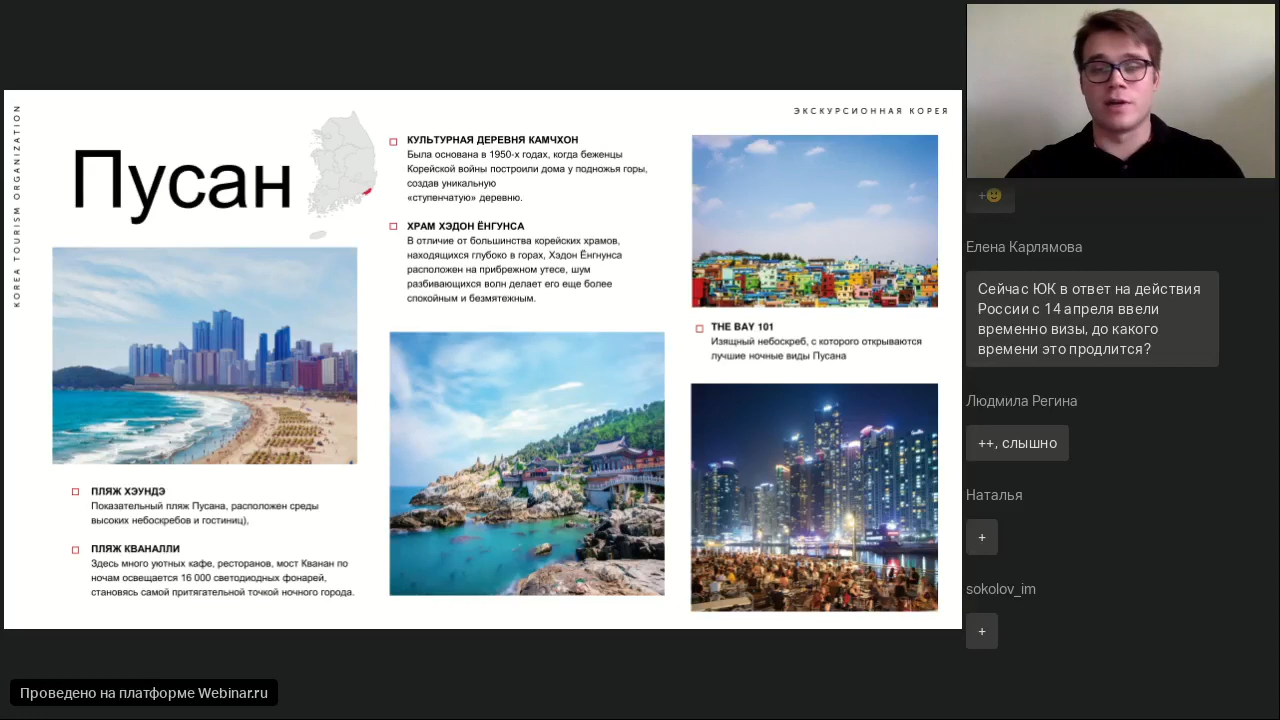 KOREA TOURISM ORGANIZATION
ЭКСКУРСИОННАЯ КОРЕЯ
Пусан
ПЛЯЖ ХЭУНДЭ
Показательный пляж Пусана, расположен среды
высоких небоскребов и гостиниц),
ПЛЯЖ КВАНАЛЛИ
Здесь много уютных кафе, ресторанов, мост Кванан по
ночам освещается 16 000 светодиодных фонарей,
становясь самой притягательной точкой ночного города.
КУЛЬТУРНАЯ ДЕРЕВНЯ КАМЧХОН
Была основана в 1950-х годах, когда беженцы
Корейской войны построили дома у подножья горы,
создав уникальную
«ступенчатую» деревню.
ХРАМ ХЭДОН ЁНГУНСА
В отличие от большинства корейских храмов,
находящихся глубоко в горах, Хэдон Ёнгнунса
расположен на прибрежном утесе, шум
разбивающихся волн делает его еще более
спокойным и безмятежным.
THE BAY 101
Изящный небоскреб, с которого открываются
лучшие ночные виды Пусана
+🙂
Елена Карлямова
Сейчас ЮК в ответ на действия
России с 14 апреля ввели
временно визы, до какого
времени это продлится?
Людмила Регина
++, слышно
Наталья
+
sokolov_im
+
Проведено на платформе Webinar.ru